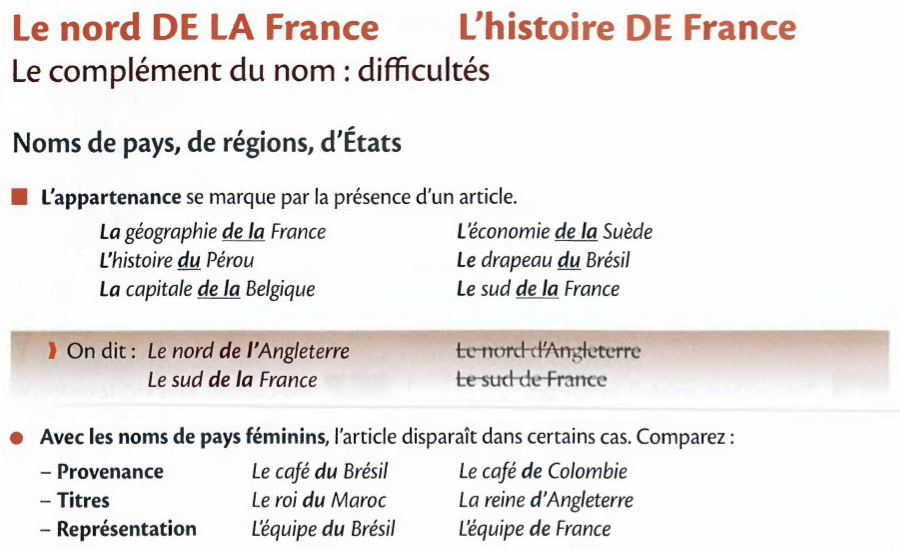 Le nord DE LA France L'histoire DE France
Le complément du nom : difficultés
Noms de pays, de régions, d'États
■ L'appartenance se marque par la présence d'un article.
La géographie de la France L'économie de la Suède
L'histoire du Pérou Le drapeau du Brésil
La capitale de la Belgique Le sud de la France
❫ On dit : Le nord de l'Angleterre Le nord d'Angleterre
Le sud de la France Le sud de France
● Avec les noms de pays féminins, l'article disparaît dans certains cas. Comparez :
– Provenance Le café du Brésil Le café de Colombie
– Titres Le roi du Maroc La reine d'Angleterre
– Représentation L'équipe du Brésil L'équipe de France